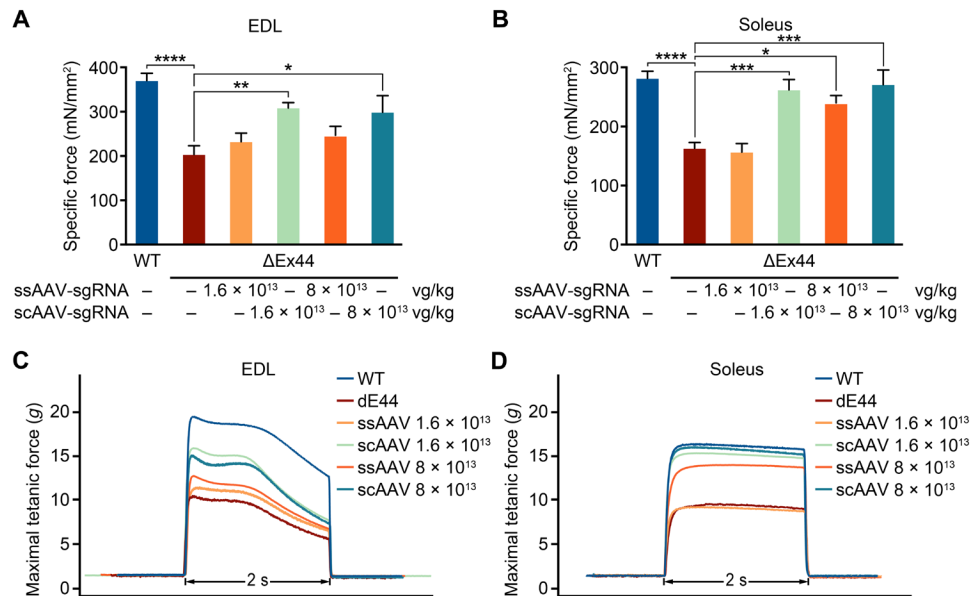 A
EDL
Specific force (mN/mm²)
400
300
200
100
0
****
**
*
WT
ΔEx44
ssAAV-sgRNA – – 1.6 × 10¹³ – 8 × 10¹³ – vg/kg
scAAV-sgRNA – – – 1.6 × 10¹³ – 8 × 10¹³ vg/kg
B
Soleus
Specific force (mN/mm²)
300
200
100
0
****
***
*
***
WT
ΔEx44
ssAAV-sgRNA – – 1.6 × 10¹³ – 8 × 10¹³ – vg/kg
scAAV-sgRNA – – – 1.6 × 10¹³ – 8 × 10¹³ vg/kg
C
EDL
Maximal tetanic force (g)
20
15
10
5
0
2 s
WT
dE44
ssAAV 1.6 × 10¹³
scAAV 1.6 × 10¹³
ssAAV 8 × 10¹³
scAAV 8 × 10¹³
D
Soleus
Maximal tetanic force (g)
20
15
10
5
0
2 s
WT
dE44
ssAAV 1.6 × 10¹³
scAAV 1.6 × 10¹³
ssAAV 8 × 10¹³
scAAV 8 × 10¹³